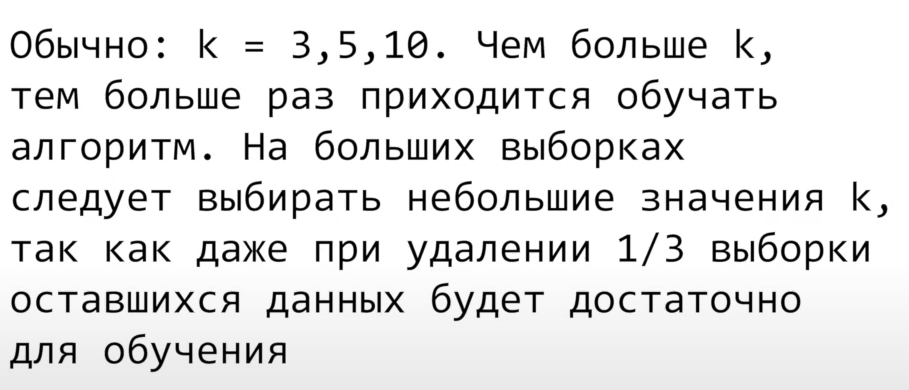 Обычно: k = 3,5,10. Чем больше k,
тем больше раз приходится обучать
алгоритм. На больших выборках
следует выбирать небольшие значения k,
так как даже при удалении 1/3 выборки
оставшихся данных будет достаточно
для обучения